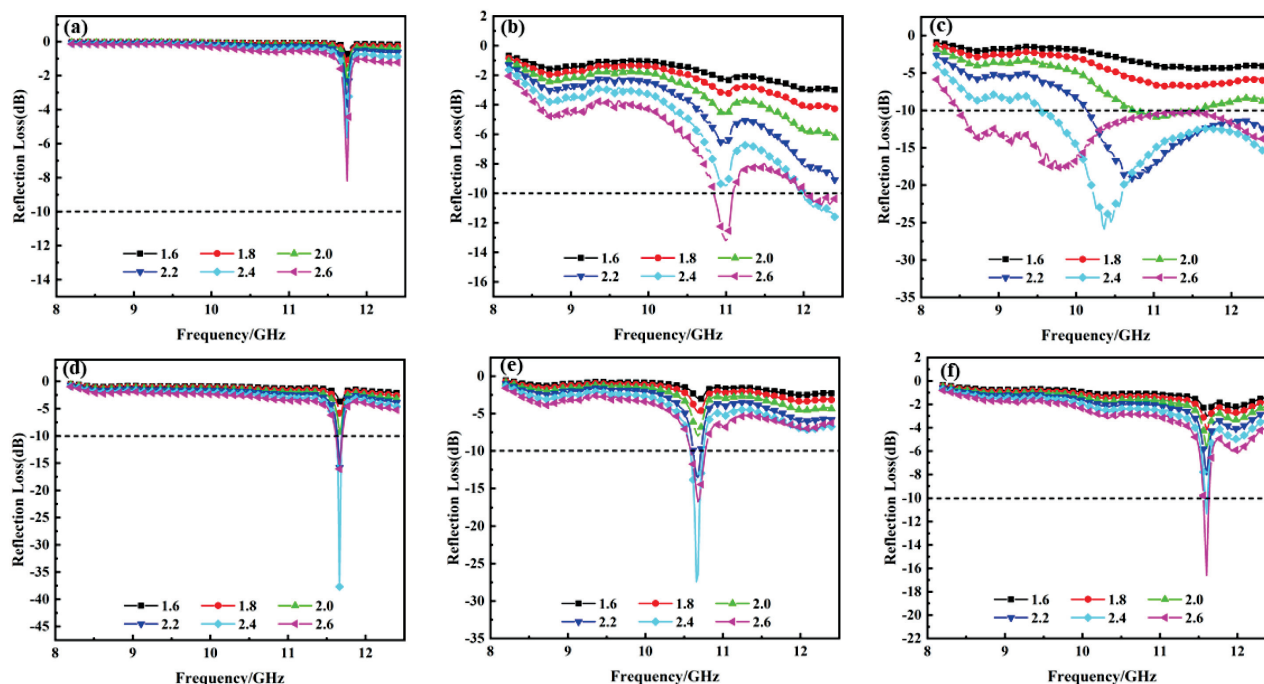 (a)
Reflection Loss(dB)
0
-2
-4
-6
-8
-10
-12
-14
1.6 1.8 2.0
2.2 2.4 2.6
8 9 10 11 12
Frequency/GHz
(b)
Reflection Loss(dB)
2
0
-2
-4
-6
-8
-10
-12
-14
-16
1.6 1.8 2.0
2.2 2.4 2.6
8 9 10 11 12
Frequency/GHz
(c)
Reflection Loss(dB)
5
0
-5
-10
-15
-20
-25
-30
-35
1.6 1.8 2.0
2.2 2.4 2.6
8 9 10 11 12
Frequency/GHz
(d)
Reflection Loss(dB)
0
-5
-10
-15
-20
-25
-30
-35
-40
-45
1.6 1.8 2.0
2.2 2.4 2.6
8 9 10 11 12
Frequency/GHz
(e)
Reflection Loss(dB)
5
0
-5
-10
-15
-20
-25
-30
-35
1.6 1.8 2.0
2.2 2.4 2.6
8 9 10 11 12
Frequency/GHz
(f)
Reflection Loss(dB)
2
0
-2
-4
-6
-8
-10
-12
-14
-16
-18
-20
-22
1.6 1.8 2.0
2.2 2.4 2.6
8 9 10 11 12
Frequency/GHz